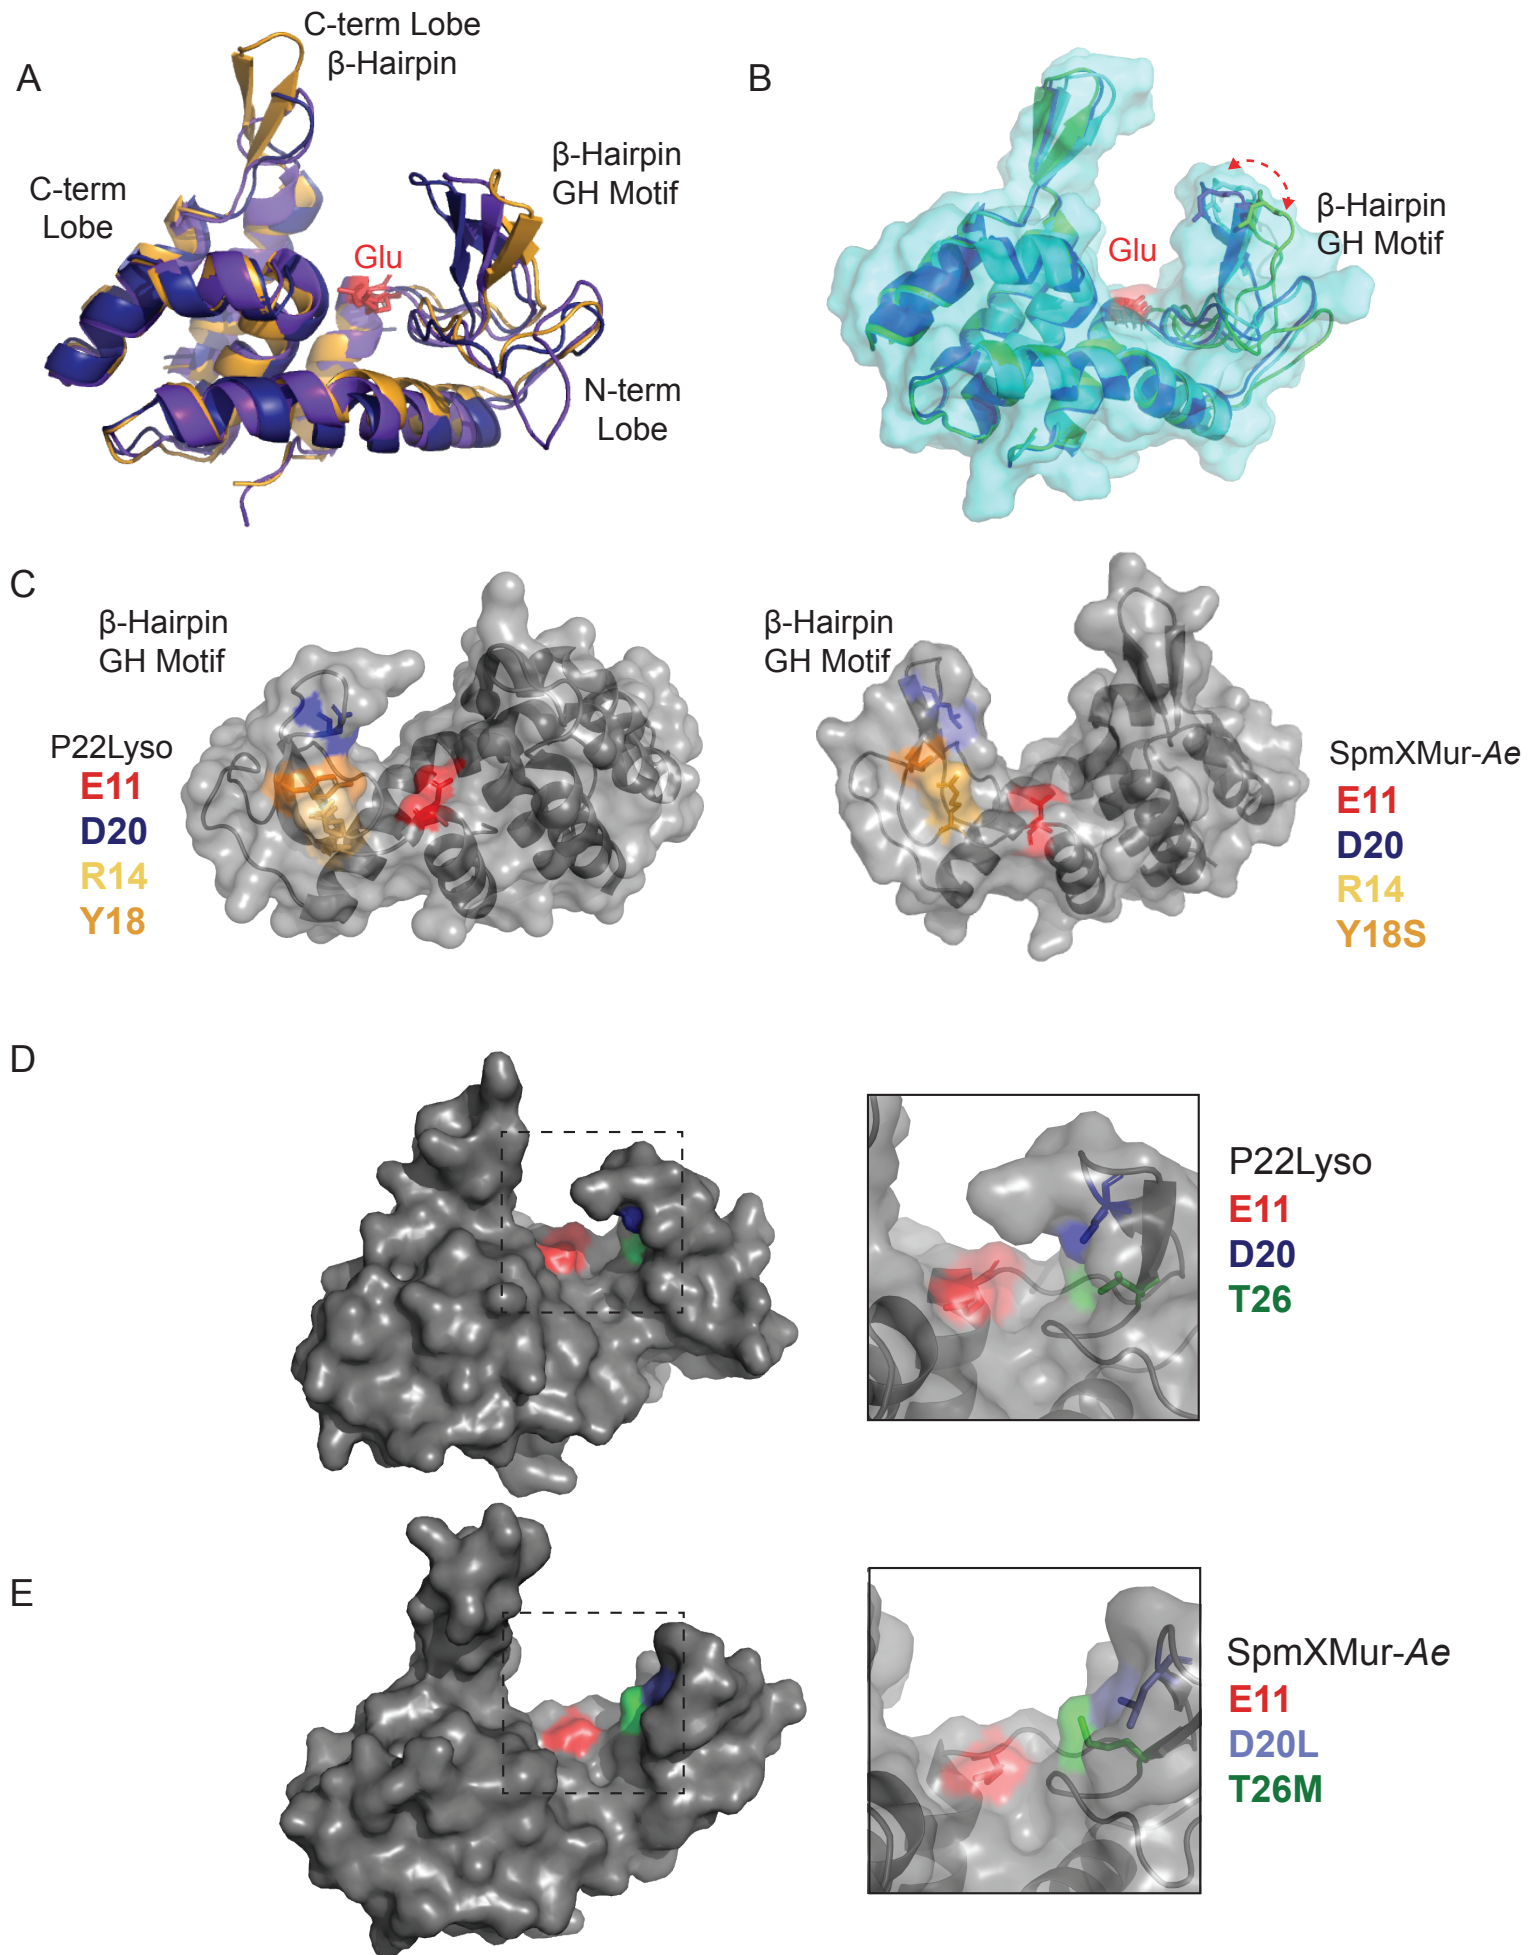 A
C-term Lobe
β-Hairpin
C-term
Lobe
β-Hairpin
GH Motif
Glu
N-term
Lobe
B
Glu
β-Hairpin
GH Motif
C
β-Hairpin
GH Motif
P22Lyso
E11
D20
R14
Y18
β-Hairpin
GH Motif
SpmXMur-Ae
E11
D20
R14
Y18S
D
P22Lyso
E11
D20
T26
E
SpmXMur-Ae
E11
D20L
T26M